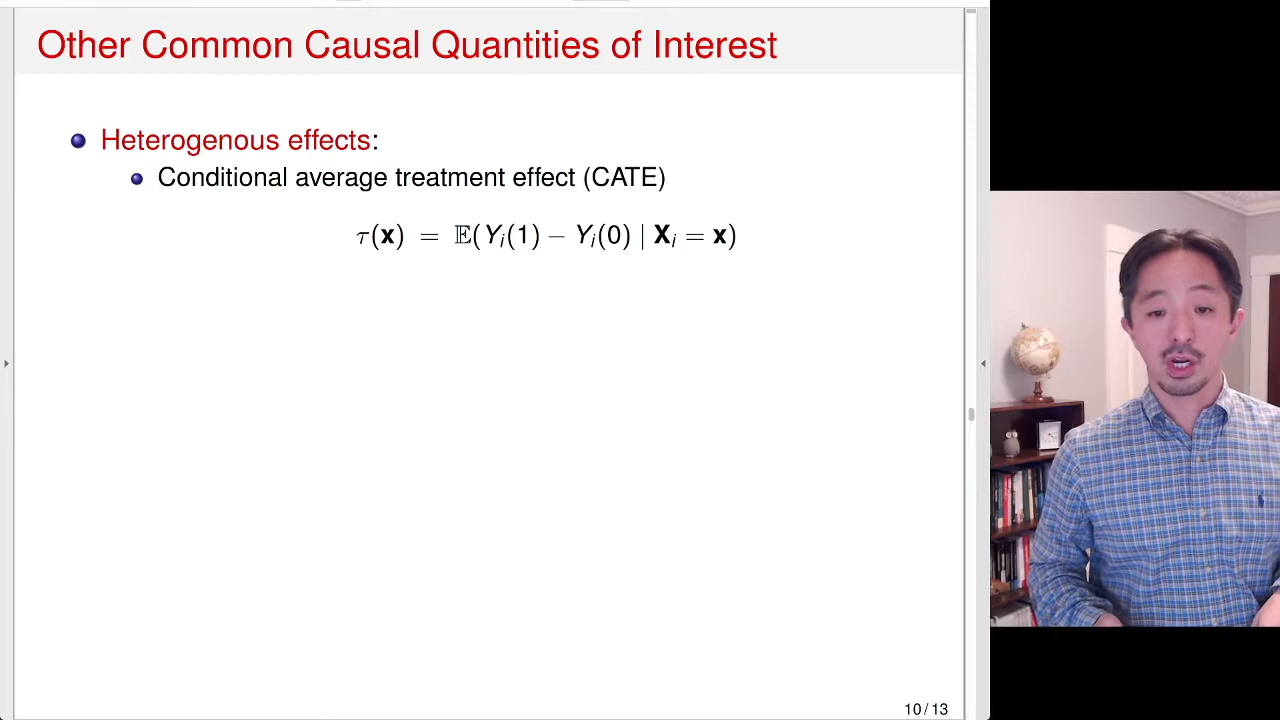 Other Common Causal Quantities of Interest
Heterogenous effects:
Conditional average treatment effect (CATE)
τ(x) = 𝔼(Yᵢ(1) − Yᵢ(0) | Xᵢ = x)
10 / 13